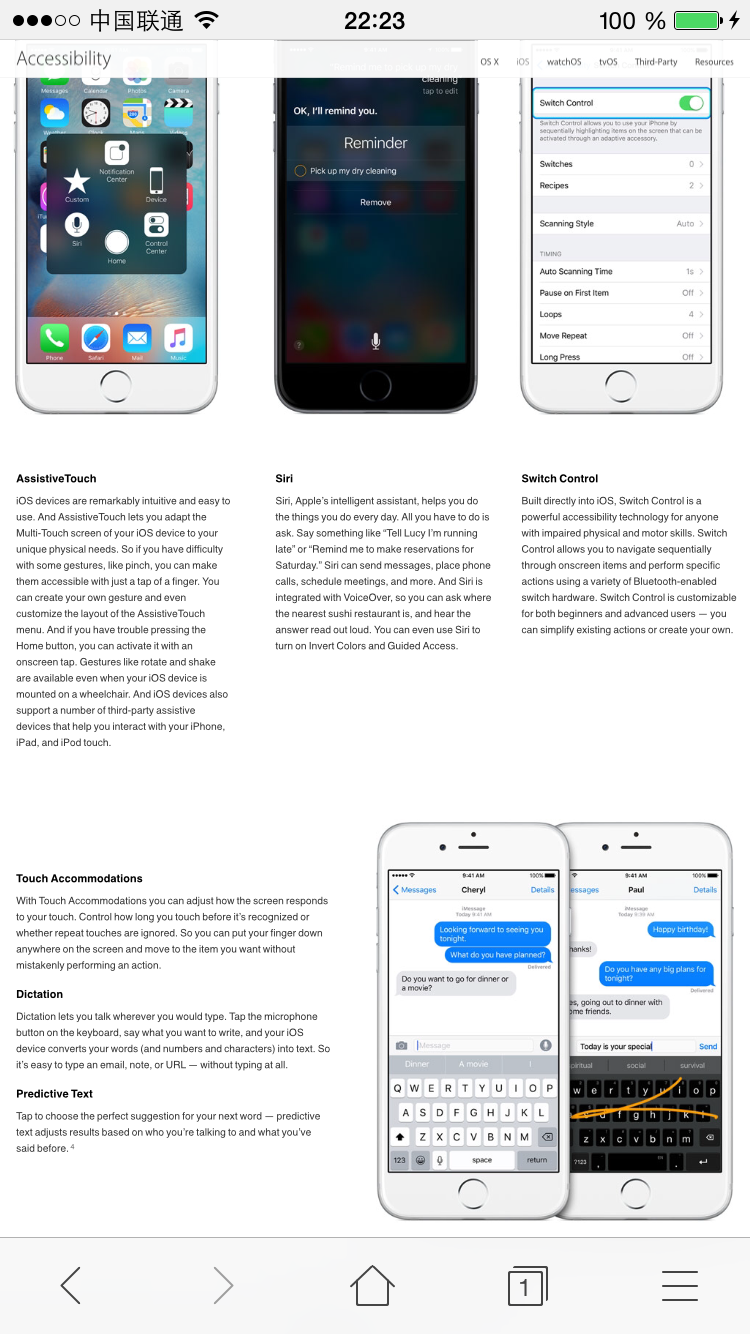 中国联通 22:23 100 %
Accessibility OS X iOS watchOS tvOS Third-Party Resources
Messages Calendar Photos Camera
Notification Center
Custom Device
Siri Control Center
Home
Phone Safari Mail Music
cleaning
tap to edit
OK, I'll remind you.
Reminder
Pick up my dry cleaning
Remove
?
Switch Control
Switch Control allows you to use your iPhone by
sequentially highlighting items on the screen that can be
activated through an adaptive accessory.
Switches 0
Recipes 2
Scanning Style Auto
TIMING
Auto Scanning Time 1s
Pause on First Item Off
Loops 4
Move Repeat Off
Long Press Off
AssistiveTouch
iOS devices are remarkably intuitive and easy to
use. And AssistiveTouch lets you adapt the
Multi-Touch screen of your iOS device to your
unique physical needs. So if you have difficulty
with some gestures, like pinch, you can make
them accessible with just a tap of a finger. You
can create your own gesture and even
customize the layout of the AssistiveTouch
menu. And if you have trouble pressing the
Home button, you can activate it with an
onscreen tap. Gestures like rotate and shake
are available even when your iOS device is
mounted on a wheelchair. And iOS devices also
support a number of third-party assistive
devices that help you interact with your iPhone,
iPad, and iPod touch.
Siri
Siri, Apple's intelligent assistant, helps you do
the things you do every day. All you have to do is
ask. Say something like “Tell Lucy I'm running
late” or “Remind me to make reservations for
Saturday.” Siri can send messages, place phone
calls, schedule meetings, and more. And Siri is
integrated with VoiceOver, so you can ask where
the nearest sushi restaurant is, and hear the
answer read out loud. You can even use Siri to
turn on Invert Colors and Guided Access.
Switch Control
Built directly into iOS, Switch Control is a
powerful accessibility technology for anyone
with impaired physical and motor skills. Switch
Control allows you to navigate sequentially
through onscreen items and perform specific
actions using a variety of Bluetooth-enabled
switch hardware. Switch Control is customizable
for both beginners and advanced users — you
can simplify existing actions or create your own.
Touch Accommodations
With Touch Accommodations you can adjust how the screen responds
to your touch. Control how long you touch before it's recognized or
whether repeat touches are ignored. So you can put your finger down
anywhere on the screen and move to the item you want without
mistakenly performing an action.
Dictation
Dictation lets you talk wherever you would type. Tap the microphone
button on the keyboard, say what you want to write, and your iOS
device converts your words (and numbers and characters) into text. So
it's easy to type an email, note, or URL — without typing at all.
Predictive Text
Tap to choose the perfect suggestion for your next word — predictive
text adjusts results based on who you're talking to and what you've
said before. 4
9:41 AM 100%
Messages Cheryl Details
iMessage
Today 9:41 AM
Looking forward to seeing you
tonight.
What do you have planned?
Delivered
Do you want to go for dinner or
a movie?
iMessage
Dinner A movie I
Q W E R T Y U I O P
A S D F G H J K L
Z X C V B N M
123 space return
9:41 AM 100%
essages Paul Details
iMessage
Today 9:30 AM
Happy birthday!
hanks!
Do you have any big plans for
tonight?
Delivered
es, going out to dinner with
ome friends.
Today is your special Send
piritual social survival
w e r t y u i o p
d f g h j k l
z x c v b n m
?123 , .
1